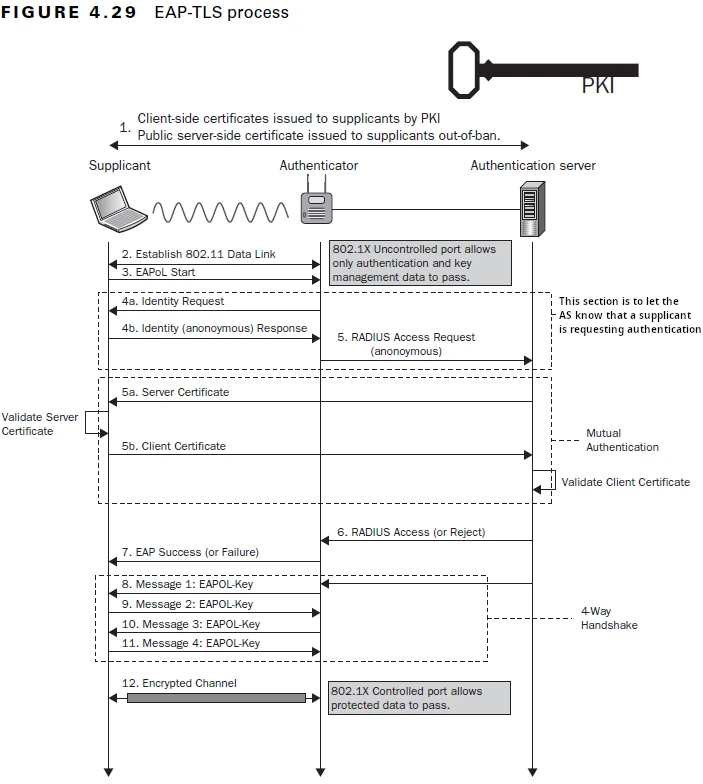 FIGURE 4.29 EAP-TLS process
PKI
1. Client-side certificates issued to supplicants by PKI
Public server-side certificate issued to supplicants out-of-ban.
Supplicant
Authenticator
Authentication server
2. Establish 802.11 Data Link
802.1X Uncontrolled port allows
only authentication and key
management data to pass.
3. EAPoL Start
4a. Identity Request
This section is to let the
AS know that a supplicant
is requesting authentication
4b. Identity (anonoymous) Response
5. RADIUS Access Request
(anonoymous)
5a. Server Certificate
Validate Server
Certificate
Mutual
Authentication
5b. Client Certificate
Validate Client Certificate
6. RADIUS Access (or Reject)
7. EAP Success (or Failure)
8. Message 1: EAPOL-Key
9. Message 2: EAPOL-Key
10. Message 3: EAPOL-Key
11. Message 4: EAPOL-Key
4-Way
Handshake
12. Encrypted Channel
802.1X Controlled port allows
protected data to pass.